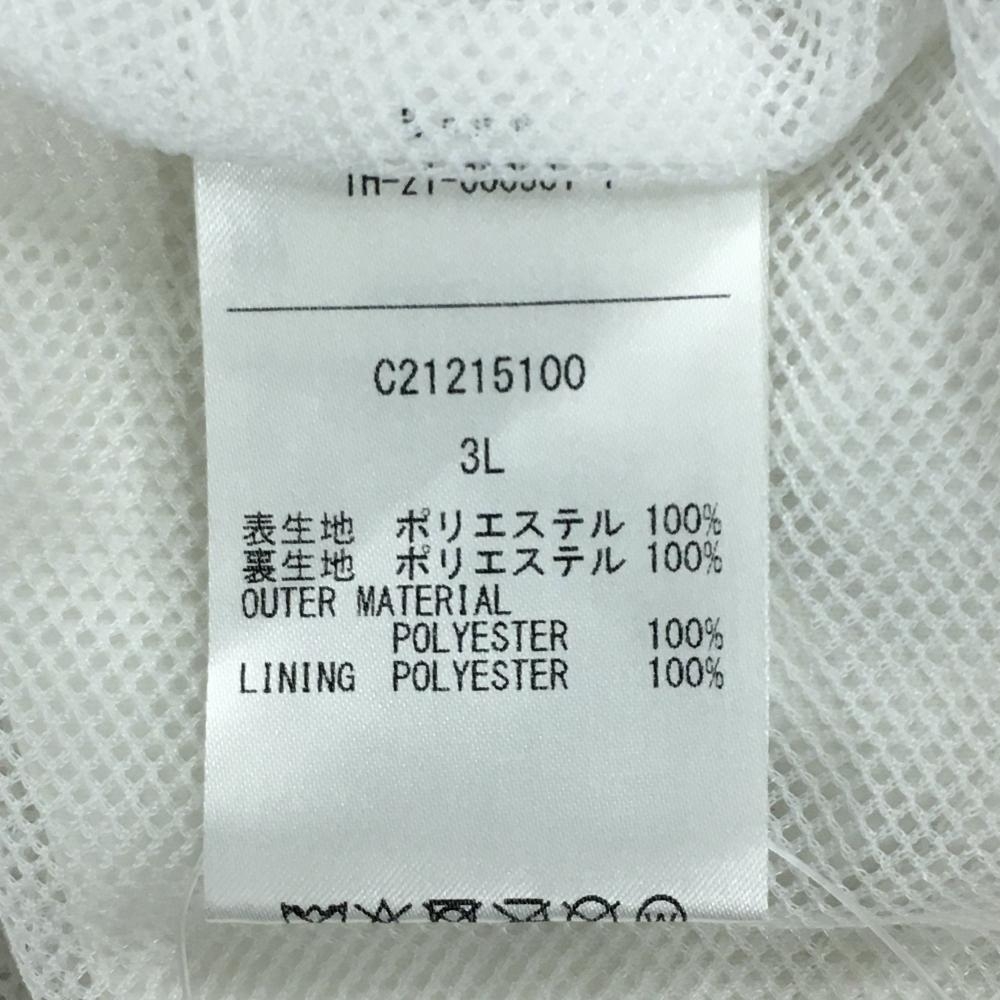 C21215100
3L
表生地 ポリエステル 100%
裏生地 ポリエステル 100%
OUTER MATERIAL
POLYESTER 100%
LINING POLYESTER 100%